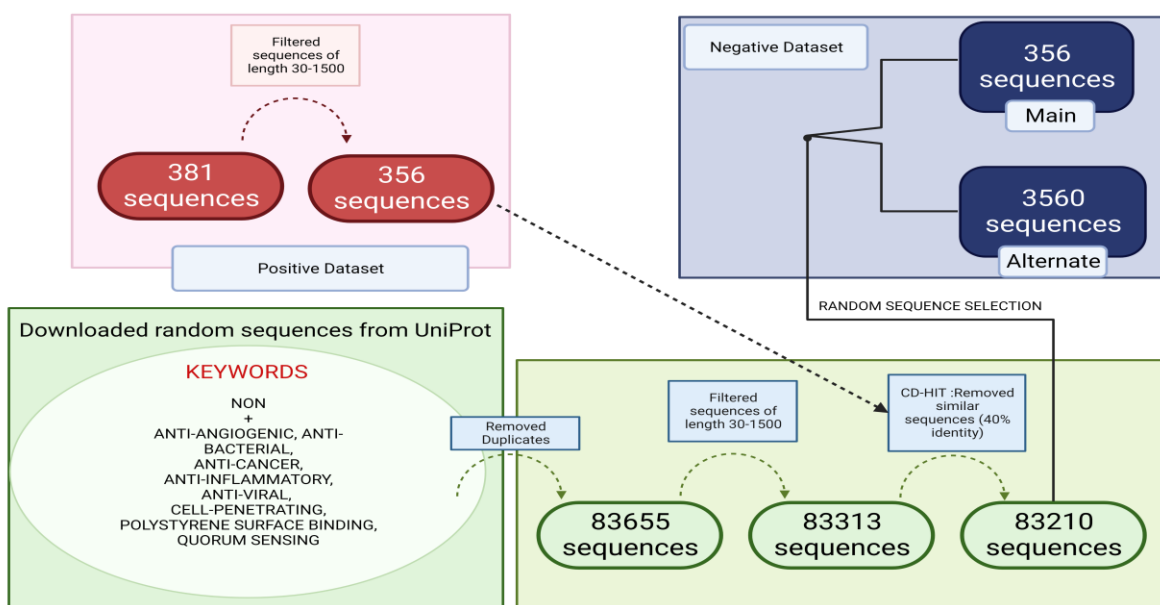 Filtered
sequences of
length 30-1500
381
sequences
356
sequences
Positive Dataset
Negative Dataset
356
sequences
Main
3560
sequences
Alternate
RANDOM SEQUENCE SELECTION
Downloaded random sequences from UniProt
KEYWORDS
NON
+
ANTI-ANGIOGENIC, ANTI-
BACTERIAL,
ANTI-CANCER,
ANTI-INFLAMMATORY,
ANTI-VIRAL,
CELL-PENETRATING,
POLYSTYRENE SURFACE BINDING,
QUORUM SENSING
Removed
Duplicates
Filtered
sequences of
length 30-1500
CD-HIT :Removed
similar
sequences (40%
identity)
83655
sequences
83313
sequences
83210
sequences